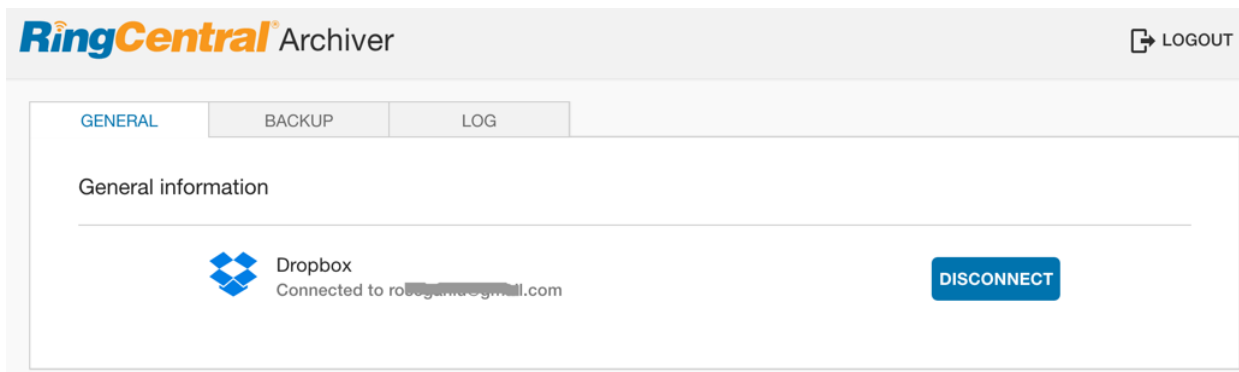 RingCentral® Archiver
LOGOUT
GENERAL BACKUP LOG
General information
Dropbox
Connected to
DISCONNECT